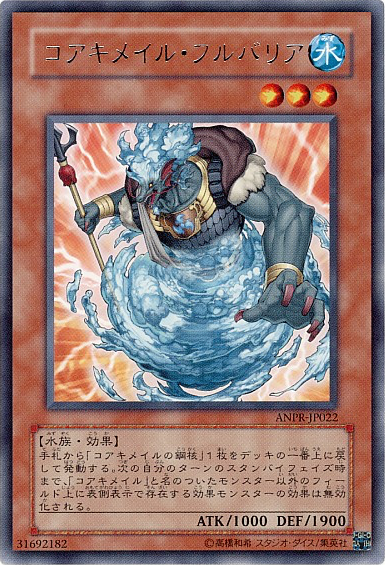 コアキメイル・フルバリア
水
ANPR-JP022
【水族・効果】
手札から「コアキメイルの鋼核」1枚をデッキの一番上に戻
して発動する。次の自分のターンのスタンバイフェイズ時
まで、「コアキメイル」と名のついたモンスター以外のフィー
ルド上に表側表示で存在する効果モンスターの効果は無効
化される。
ATK/1000 DEF/1900
31692182
©高橋和希 スタジオ・ダイス/集英社